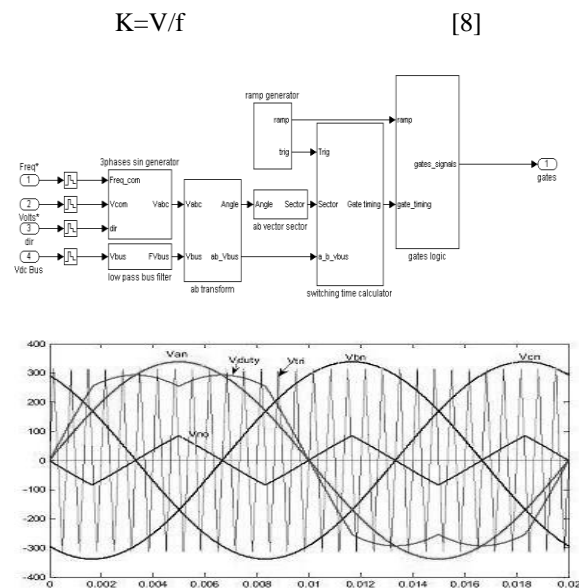 K=V/f [8]
ramp generator
ramp
trig
ramp
gates_signals
1
gates
Freq*
1
3phases sin generator
Freq_com
Trig
2
Vcom
Vabc
Vabc
Angle
Angle
Sector
Sector
Gate timing
gate_timing
Volts*
3
dir
dir
ab vector sector
4
Vbus
FVbus
Vbus
ab_Vbus
a_b_vbus
gates logic
Vdc Bus
low pass bus filter
ab transform
switching time calculator
400
Van
Vduty
Vtri
Vbn
Vcn
300
200
100
Vno
0
-100
-200
-300
-400
0 0.002 0.004 0.006 0.008 0.01 0.012 0.014 0.016 0.018 0.02